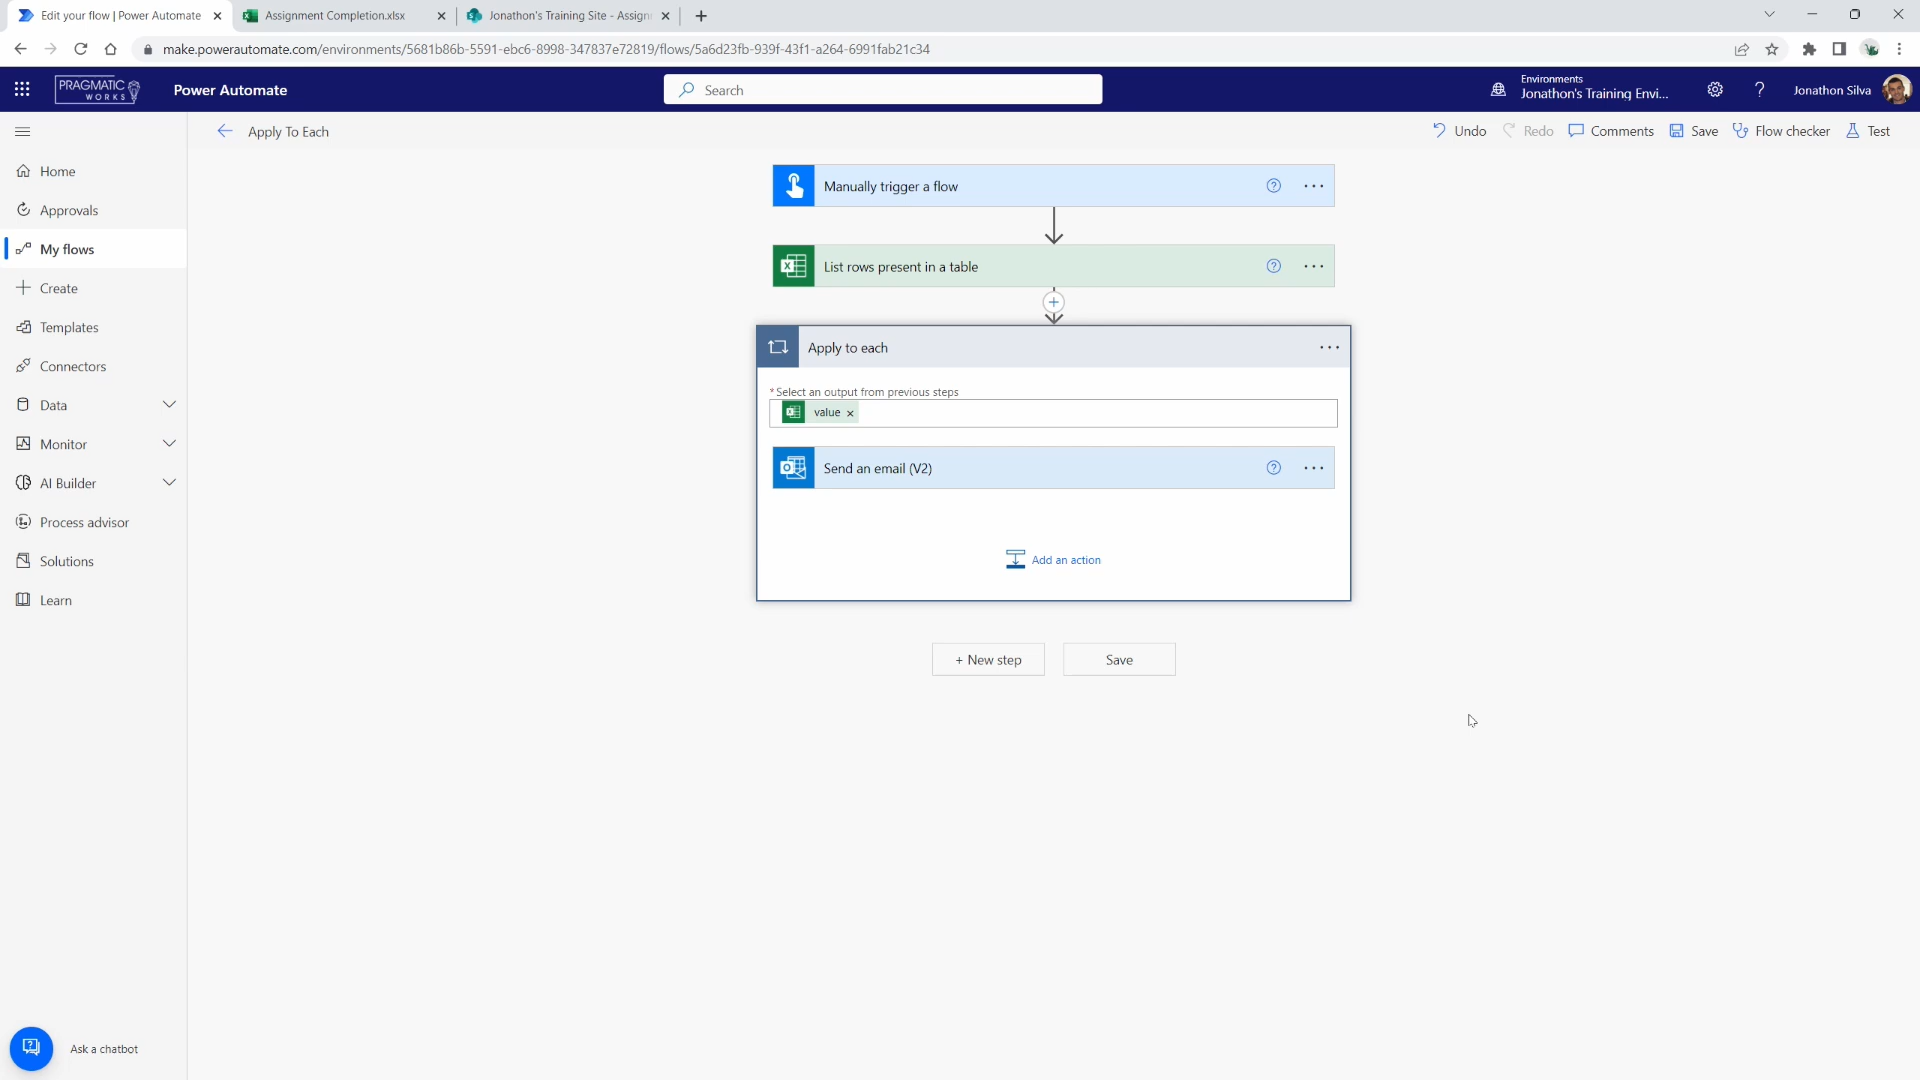 Edit your flow | Power Automate
Assignment Completion.xlsx
Jonathon's Training Site - Assign
make.powerautomate.com/environments/5681b86b-5591-ebc6-8998-347837e72819/flows/5a6d23fb-939f-43f1-a264-6991fab21c34
PRAGMATIC WORKS
Power Automate
Search
Environments
Jonathon's Training Envi...
Jonathon Silva
Apply To Each
Undo
Redo
Comments
Save
Flow checker
Test
Home
Approvals
My flows
Create
Templates
Connectors
Data
Monitor
AI Builder
Process advisor
Solutions
Learn
Ask a chatbot
Manually trigger a flow
List rows present in a table
Apply to each
* Select an output from previous steps
value
Send an email (V2)
Add an action
+ New step
Save